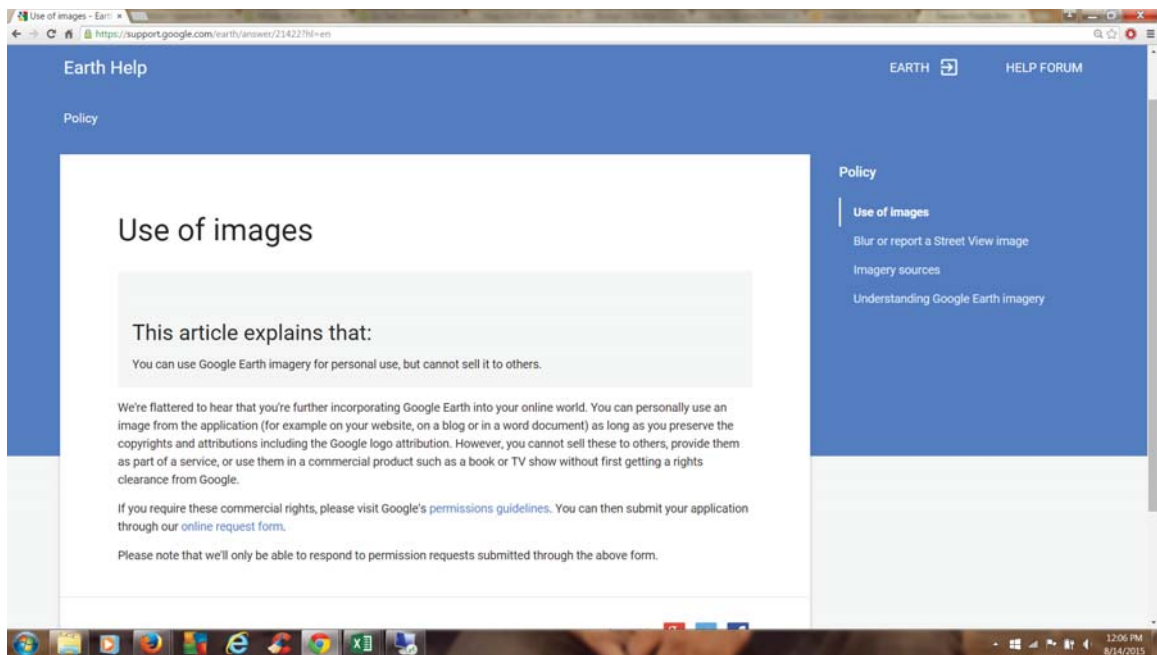 Use of images - Eart
https://support.google.com/earth/answer/21422?hl=en
Earth Help
EARTH
HELP FORUM
Policy
Use of images
This article explains that:
You can use Google Earth imagery for personal use, but cannot sell it to others.
We're flattered to hear that you're further incorporating Google Earth into your online world. You can personally use an
image from the application (for example on your website, on a blog or in a word document) as long as you preserve the
copyrights and attributions including the Google logo attribution. However, you cannot sell these to others, provide them
as part of a service, or use them in a commercial product such as a book or TV show without first getting a rights
clearance from Google.
If you require these commercial rights, please visit Google's permissions guidelines. You can then submit your application
through our online request form.
Please note that we'll only be able to respond to permission requests submitted through the above form.
Policy
Use of Images
Blur or report a Street View image
Imagery sources
Understanding Google Earth imagery
12:06 PM
8/14/2015